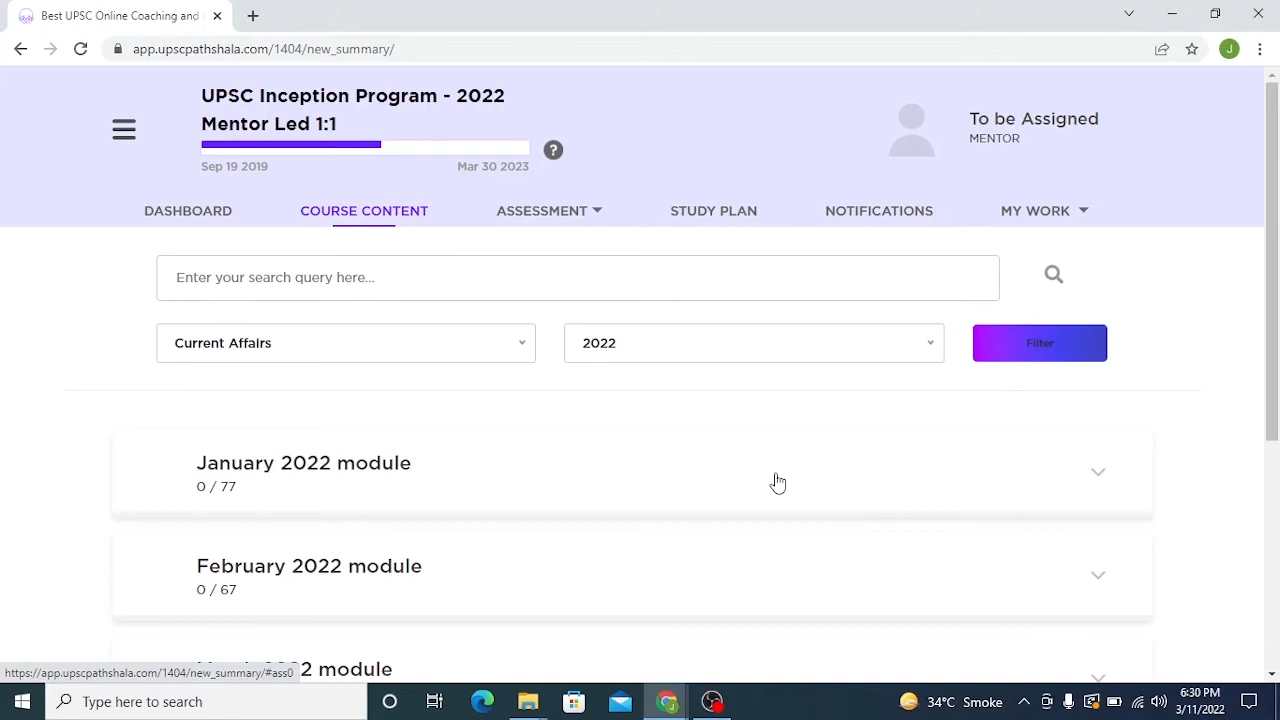 Best UPSC Online Coaching and
app.upscpathshala.com/1404/new_summary/
J
UPSC Inception Program - 2022
Mentor Led 1:1
?
Sep 19 2019
Mar 30 2023
To be Assigned
MENTOR
DASHBOARD
COURSE CONTENT
ASSESSMENT
STUDY PLAN
NOTIFICATIONS
MY WORK
Enter your search query here...
Current Affairs
2022
Filter
January 2022 module
0 / 77
February 2022 module
0 / 67
2 module
https://app.upscpathshala.com/1404/new_summary/#ass0
Type here to search
34°C Smoke
6:30 PM
3/11/2022